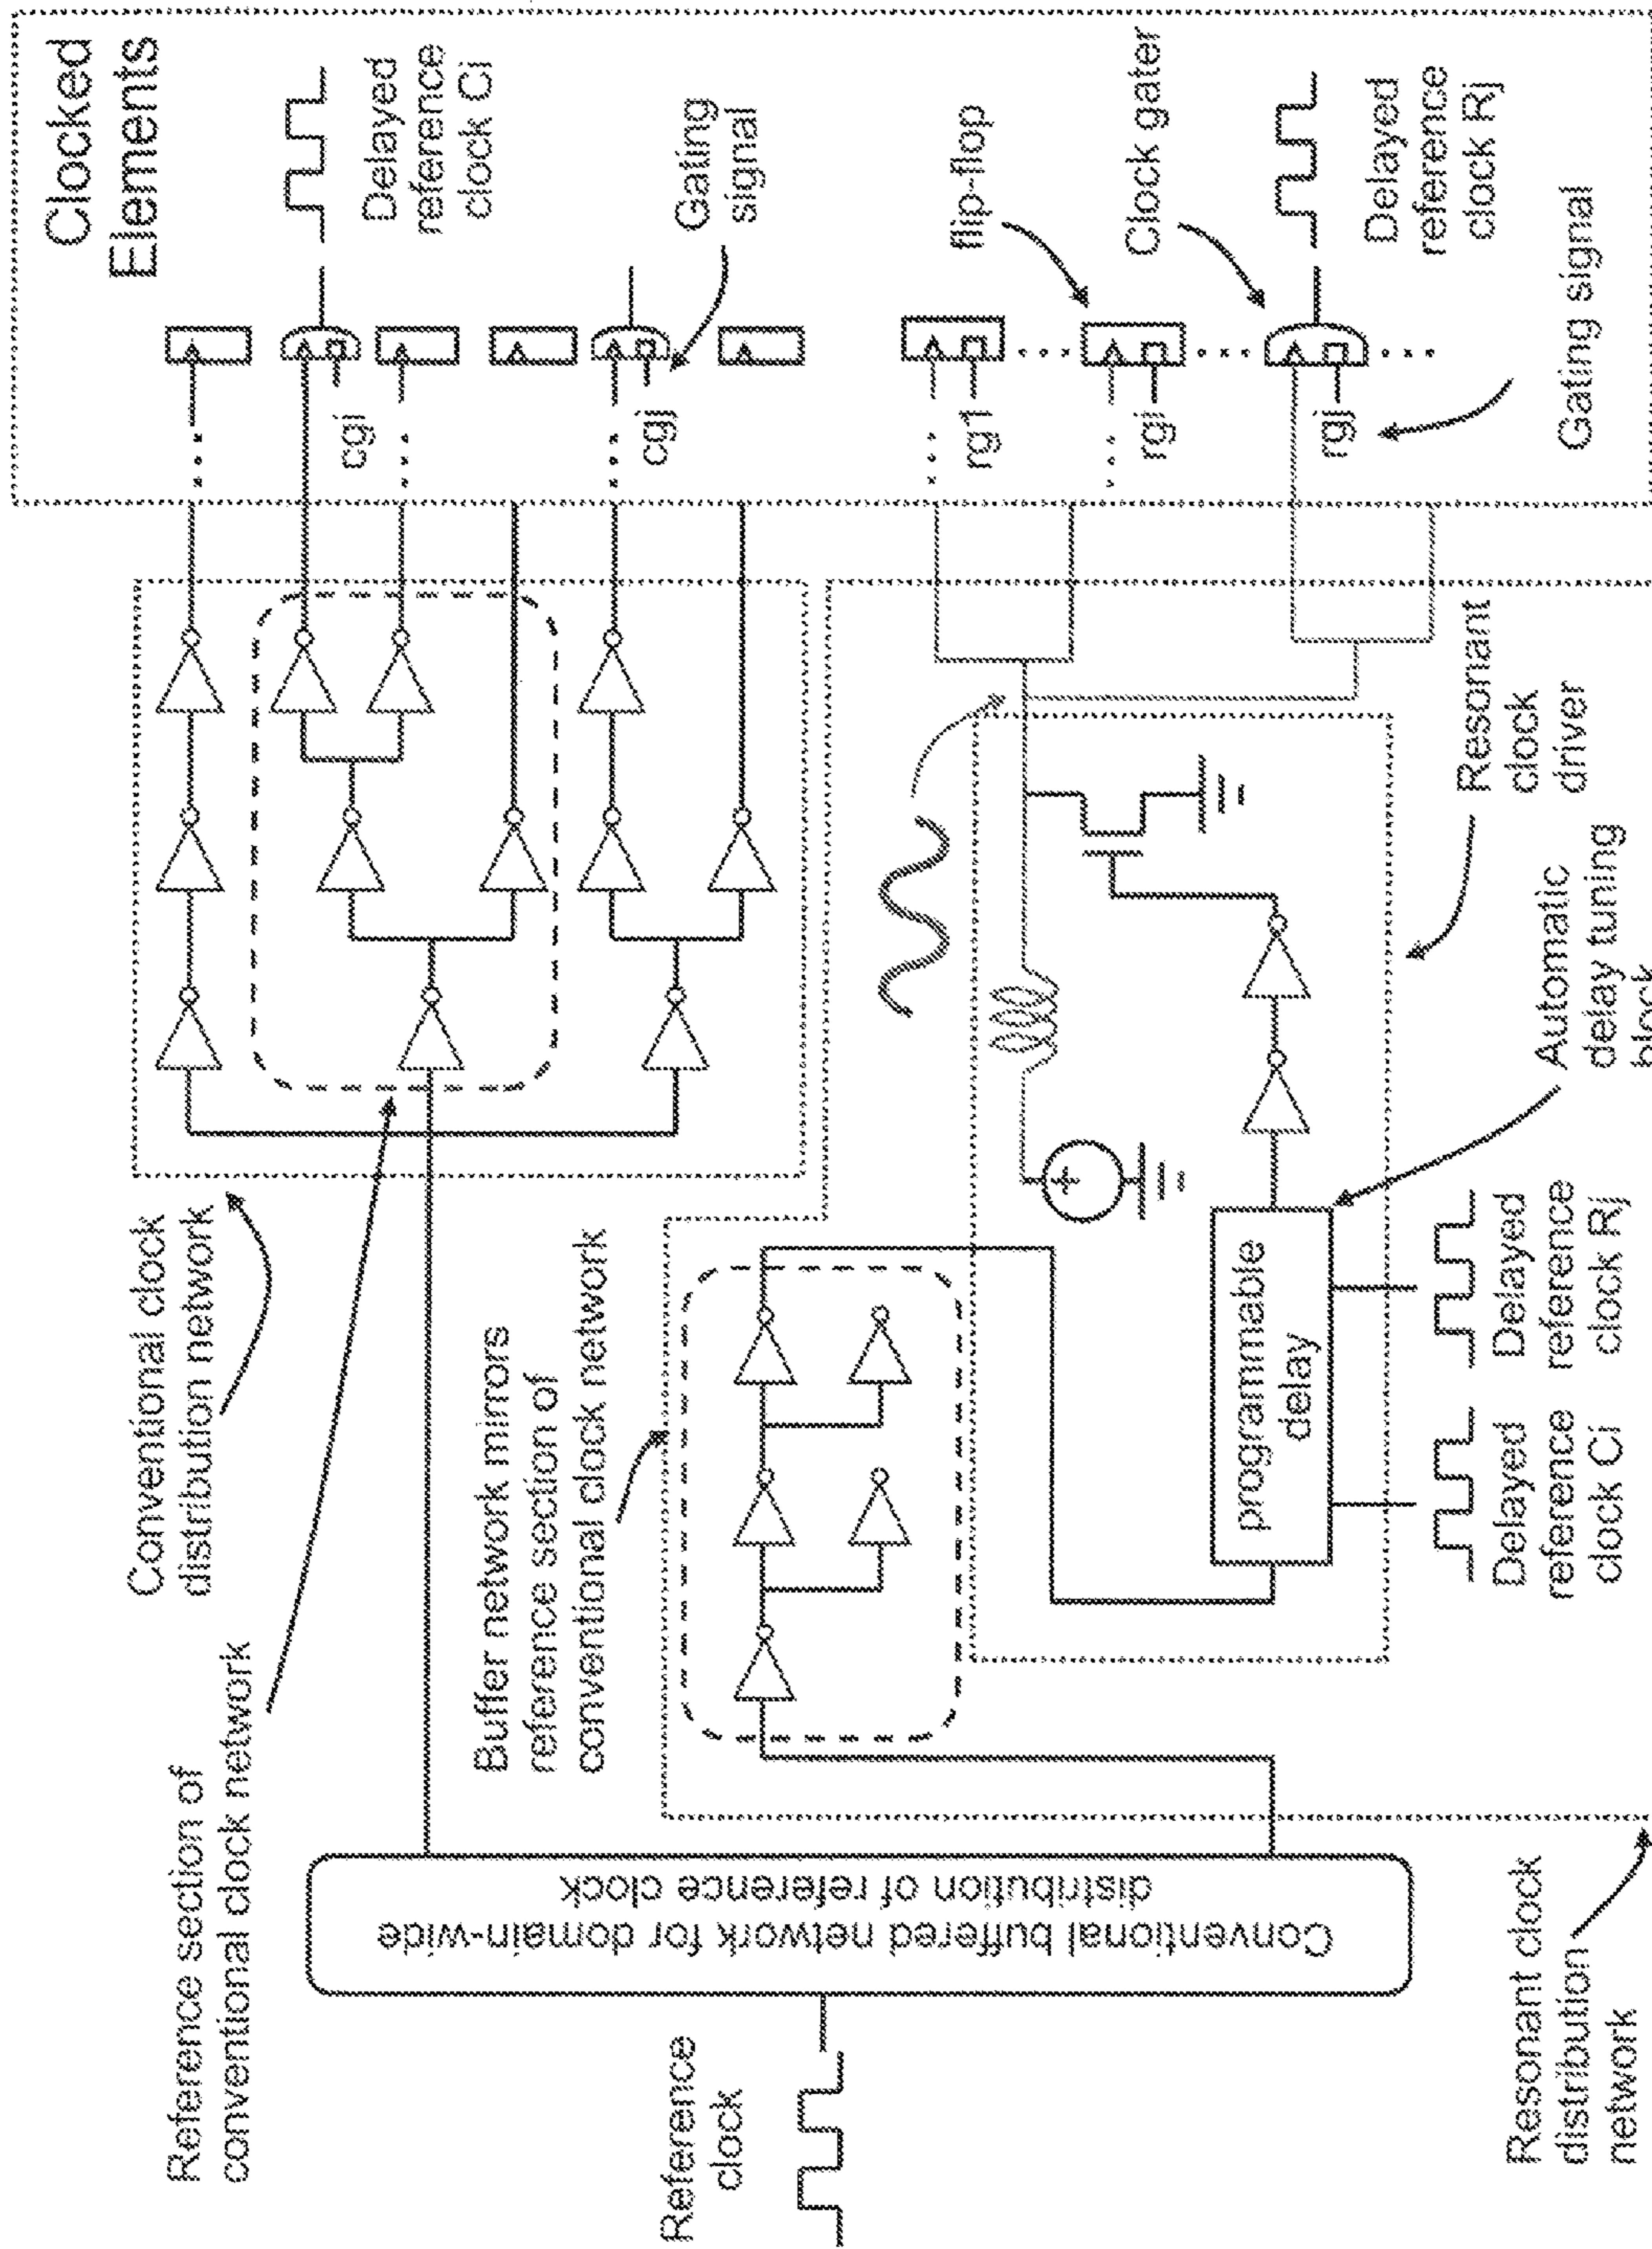 Clocked
Elements
Delayed
reference
clock Ci
Gating
signal
flip-flop
Clock gater
Delayed
reference
clock Rj
Gating signal
cgi
cgj
rg1
rgi
rgj
Conventional clock
distribution network
Reference section of
conventional clock network
Buffer network mirrors
reference section of
conventional clock network
Resonant
clock
driver
Automatic
delay tuning
block
programmable
delay
Delayed
reference
clock Ci
Delayed
reference
clock Rj
Conventional buffered network for domain-wide
distribution of reference clock
Reference
clock
Resonant clock
distribution
network